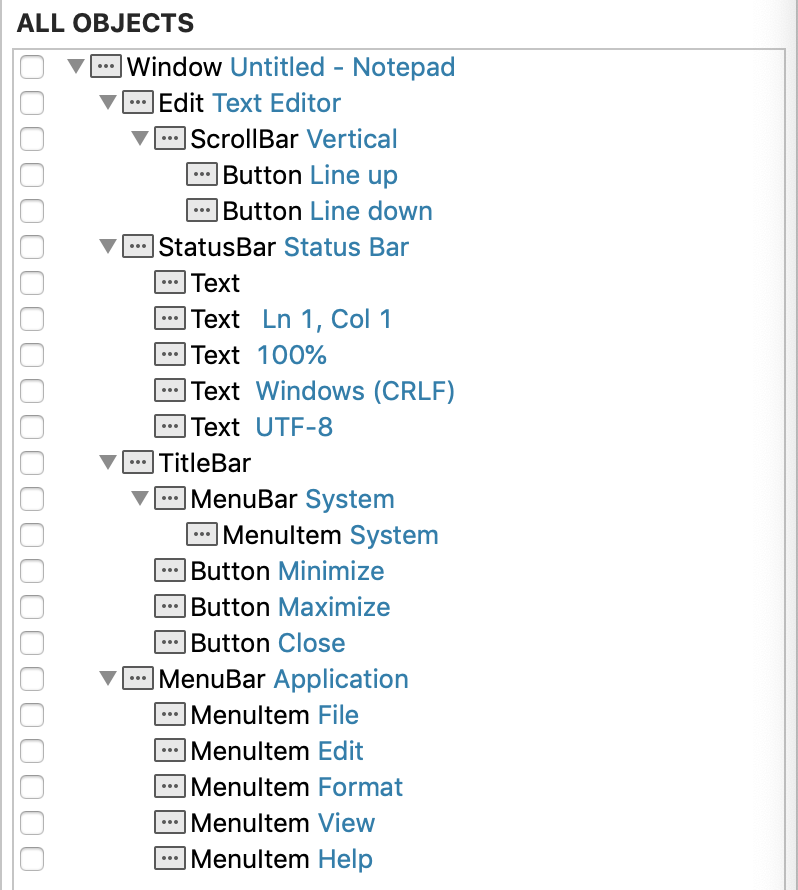 ALL OBJECTS
Window Untitled - Notepad
Edit Text Editor
ScrollBar Vertical
Button Line up
Button Line down
StatusBar Status Bar
Text
Text Ln 1, Col 1
Text 100%
Text Windows (CRLF)
Text UTF-8
TitleBar
MenuBar System
MenuItem System
Button Minimize
Button Maximize
Button Close
MenuBar Application
MenuItem File
MenuItem Edit
MenuItem Format
MenuItem View
MenuItem Help